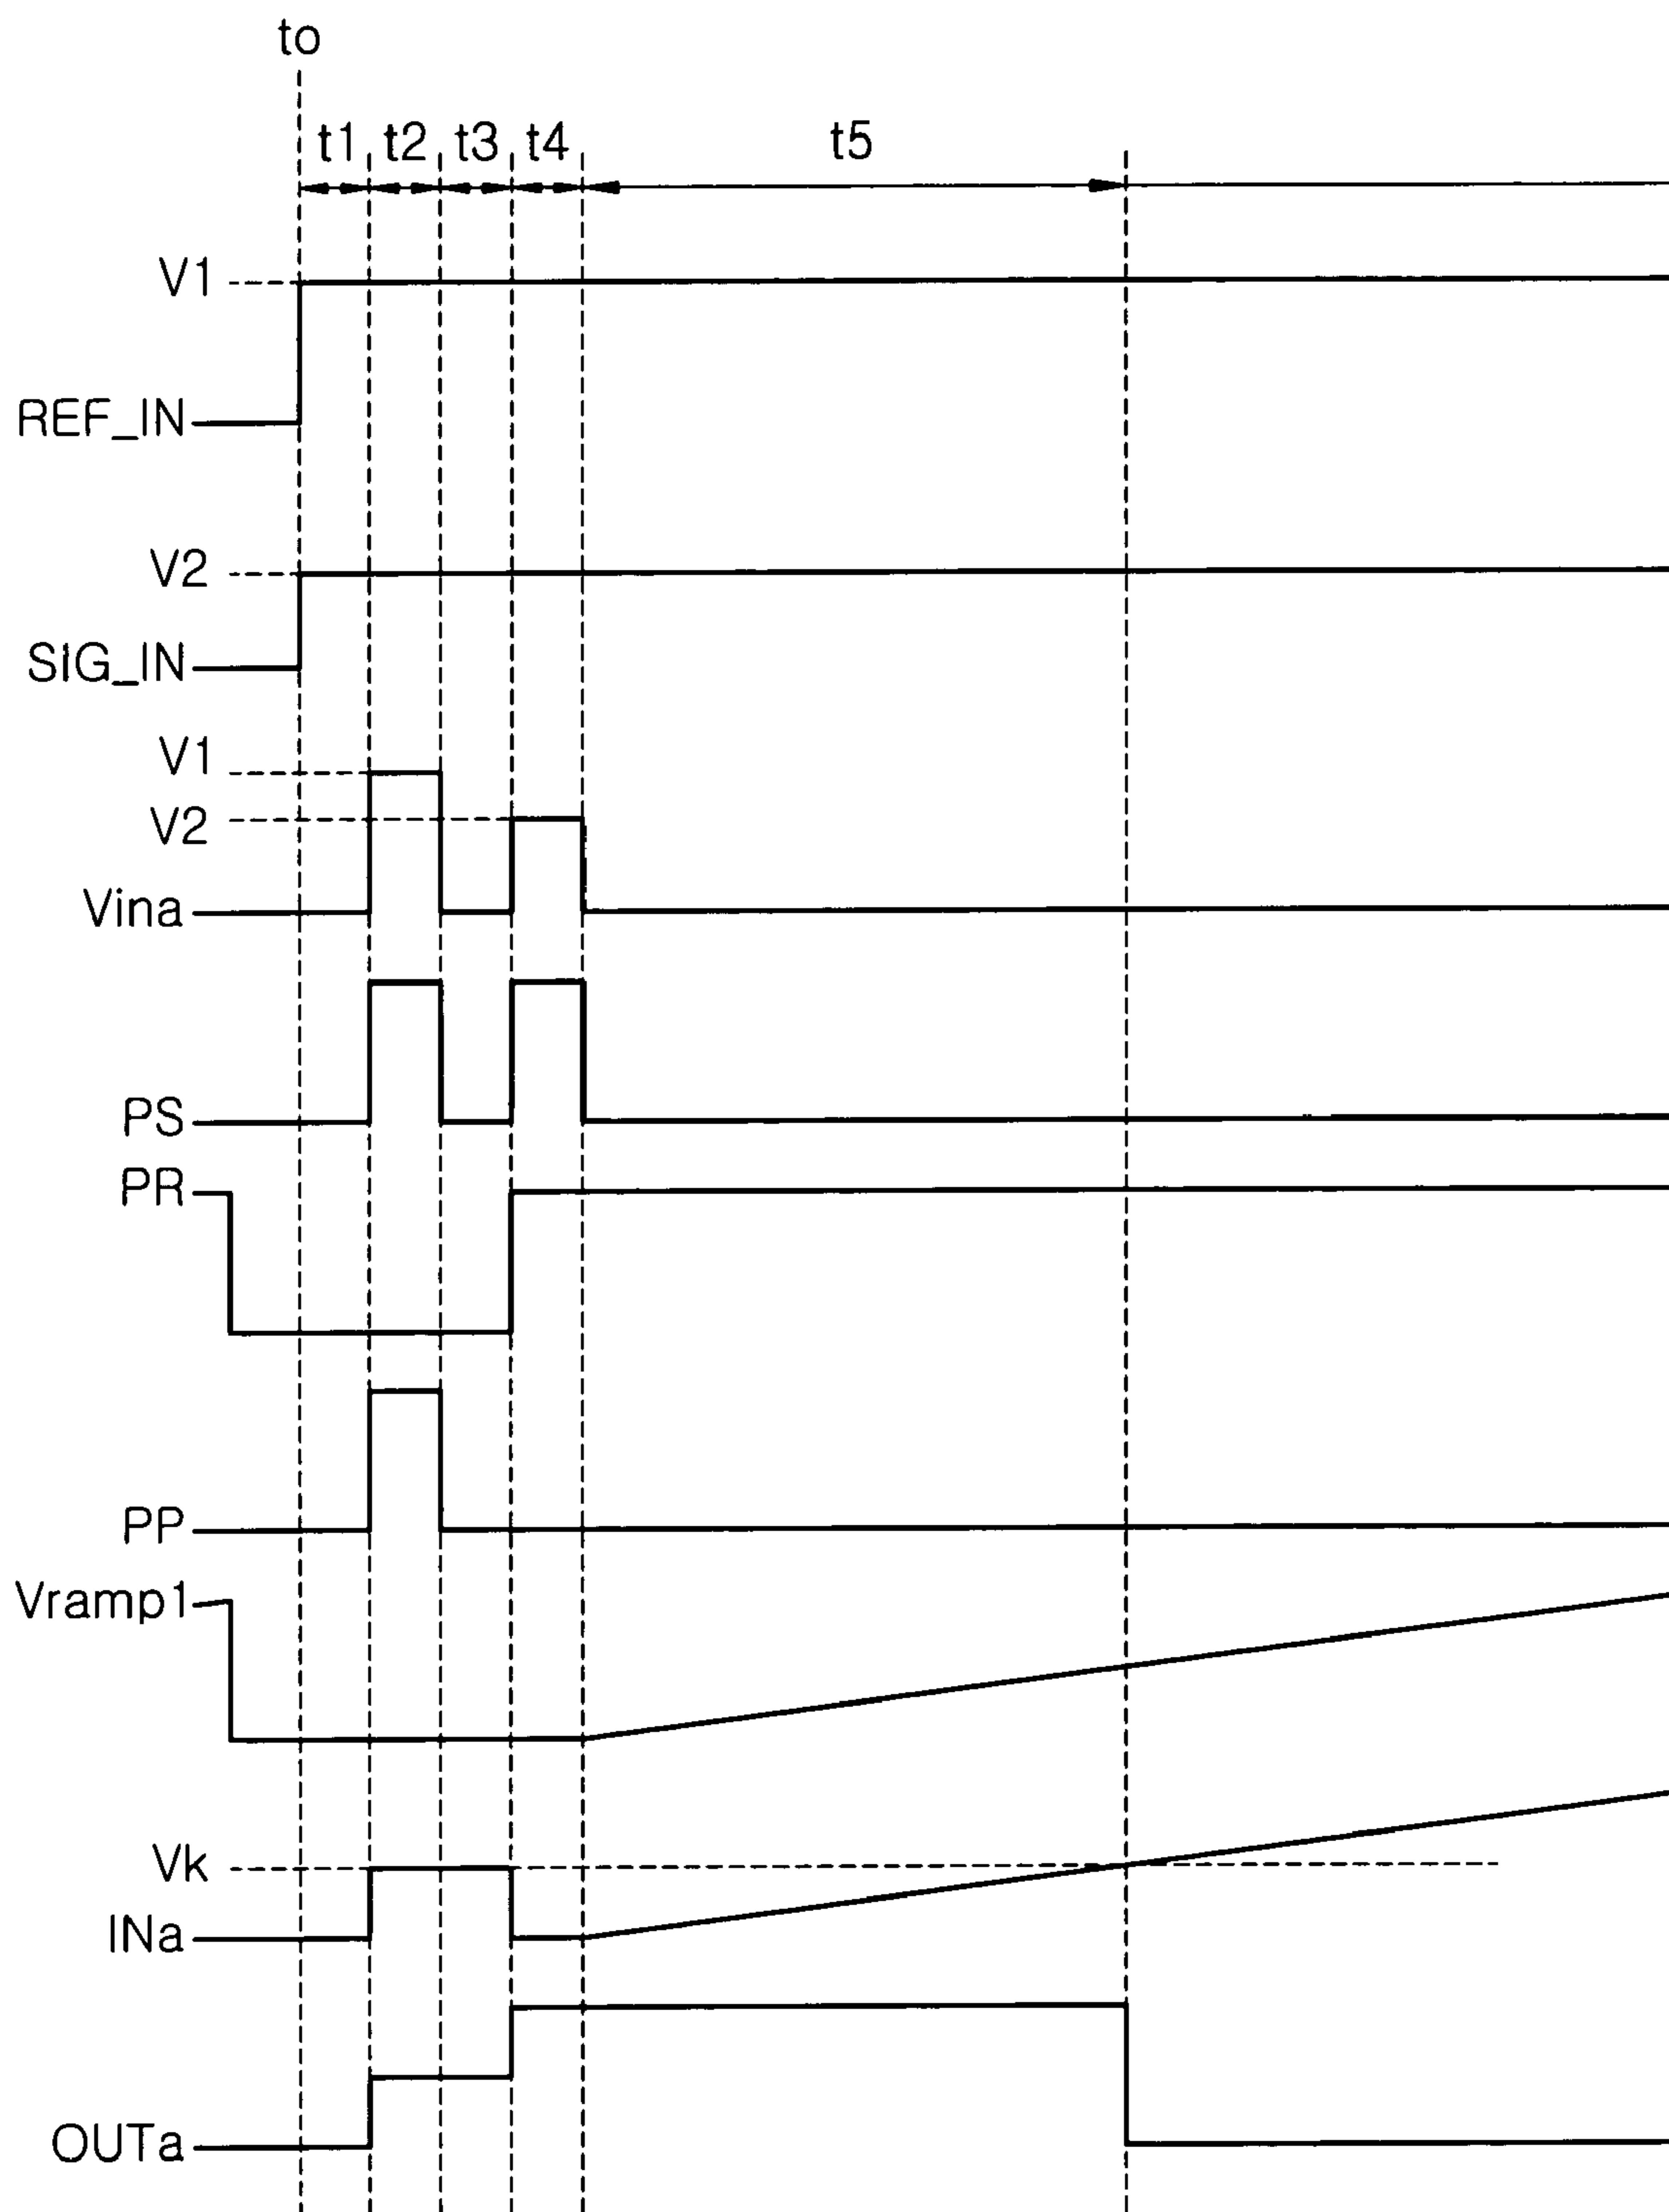 to
t1 t2 t3 t4 t5
V1
REF_IN
V2
SIG_IN
V1
V2
Vina
PS
PR
PP
Vramp1
Vk
INa
OUTa